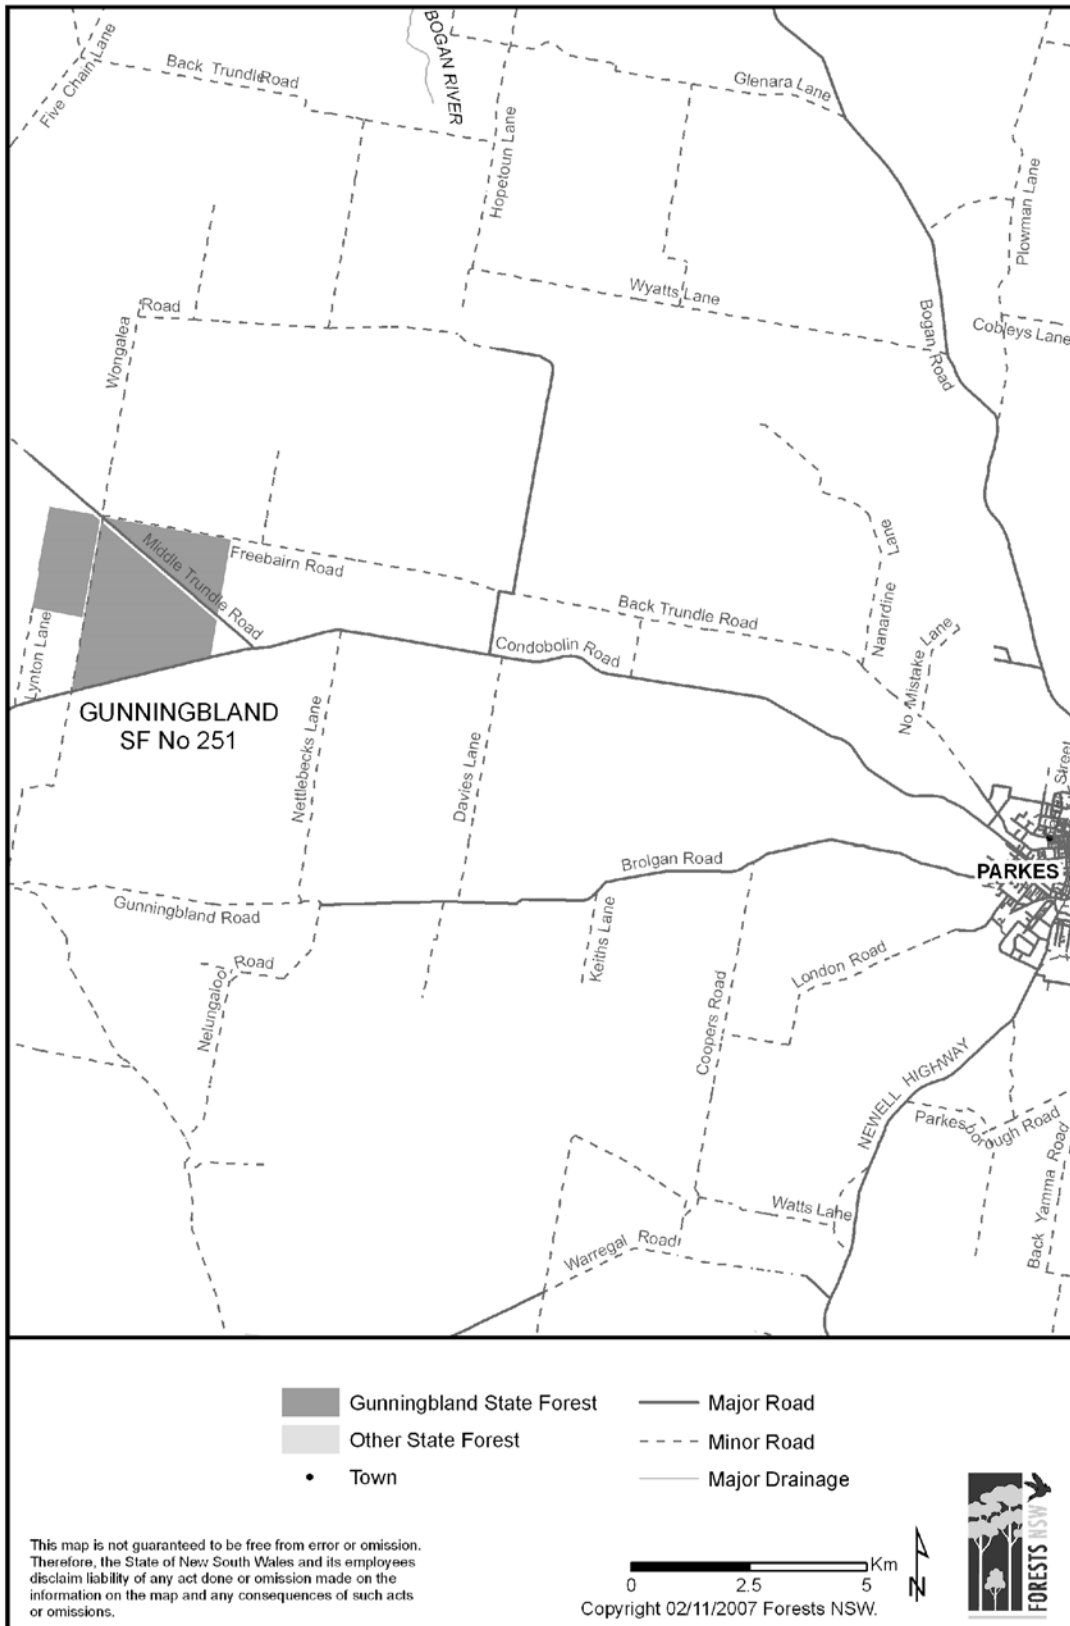 Five Chain Lane
Back Trundle Road
BOGAN RIVER
Hopetoun Lane
Glenara Lane
Plowman Lane
Wyatts Lane
Bogan Road
Cobleys Lane
Road
Wongalea
Middle Trundle Road
Freebairn Road
Back Trundle Road
Nanardine Lane
No Mistake Lane
Condobolin Road
Lynton Lane
GUNNINGBLAND
SF No 251
Nettlebecks Lane
Davies Lane
Street
PARKES
Brolgan Road
Gunningbland Road
Keiths Lane
Nelungaloo Road
Coopers Road
London Road
NEWELL HIGHWAY
Parkesborough Road
Back Yamma Road
Watts Lane
Warregal Road
Gunningbland State Forest
Other State Forest
Town
Major Road
Minor Road
Major Drainage
This map is not guaranteed to be free from error or omission.
Therefore, the State of New South Wales and its employees
disclaim liability of any act done or omission made on the
information on the map and any consequences of such acts
or omissions.
Km
0 2.5 5
Copyright 02/11/2007 Forests NSW.
N
FORESTS NSW